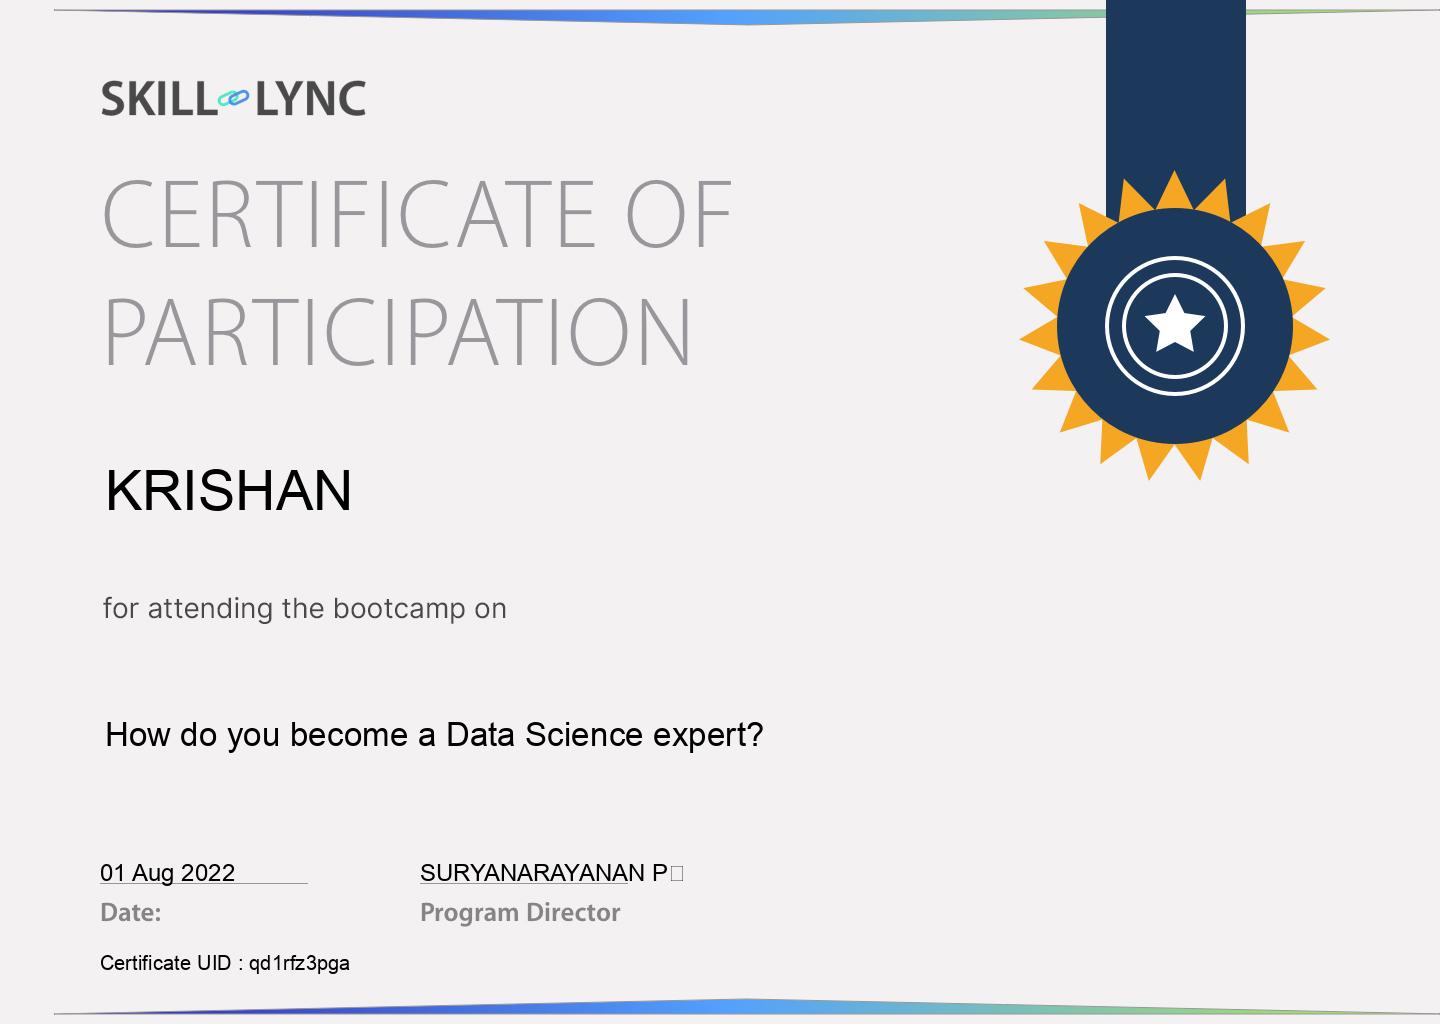 SKILL LYNC
CERTIFICATE OF
PARTICIPATION
KRISHAN
for attending the bootcamp on
How do you become a Data Science expert?
01 Aug 2022 SURYANARAYANAN P□
Date: Program Director
Certificate UID : qd1rfz3pga